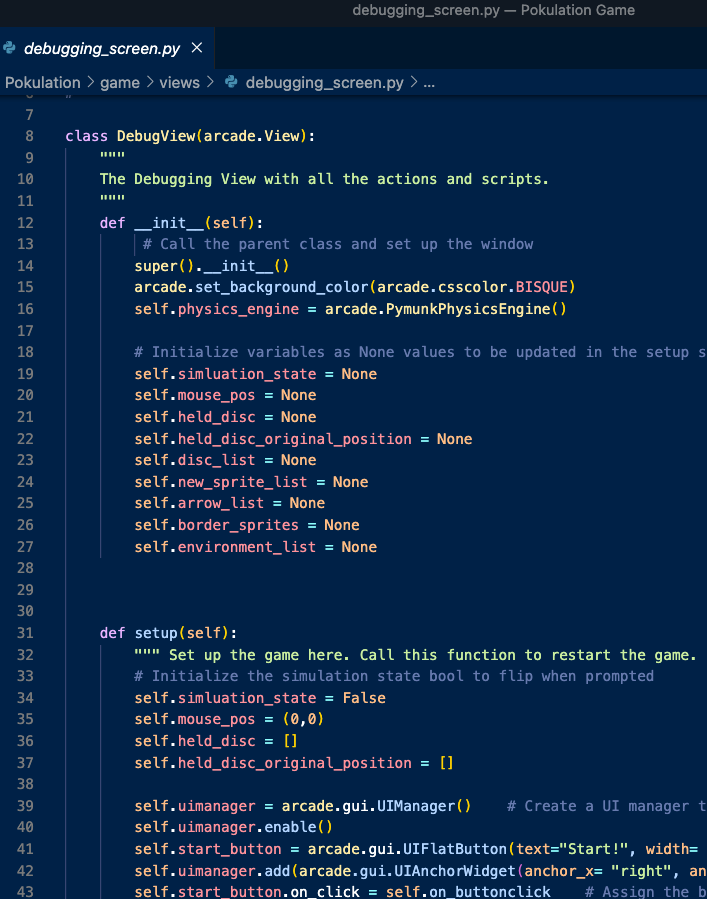 debugging_screen.py — Pokulation Game
debugging_screen.py ×
Pokulation > game > views > debugging_screen.py > ...
7
8 class DebugView(arcade.View):
9 """
10 The Debugging View with all the actions and scripts.
11 """
12 def __init__(self):
13 # Call the parent class and set up the window
14 super().__init__()
15 arcade.set_background_color(arcade.csscolor.BISQUE)
16 self.physics_engine = arcade.PymunkPhysicsEngine()
17
18 # Initialize variables as None values to be updated in the setup s
19 self.simluation_state = None
20 self.mouse_pos = None
21 self.held_disc = None
22 self.held_disc_original_position = None
23 self.disc_list = None
24 self.new_sprite_list = None
25 self.arrow_list = None
26 self.border_sprites = None
27 self.environment_list = None
28
29
30
31 def setup(self):
32 """ Set up the game here. Call this function to restart the game.
33 # Initialize the simulation state bool to flip when prompted
34 self.simluation_state = False
35 self.mouse_pos = (0,0)
36 self.held_disc = []
37 self.held_disc_original_position = []
38
39 self.uimanager = arcade.gui.UIManager() # Create a UI manager t
40 self.uimanager.enable()
41 self.start_button = arcade.gui.UIFlatButton(text="Start!", width=
42 self.uimanager.add(arcade.gui.UIAnchorWidget(anchor_x= "right", an
43 self.start_button.on_click = self.on_buttonclick # Assign the b